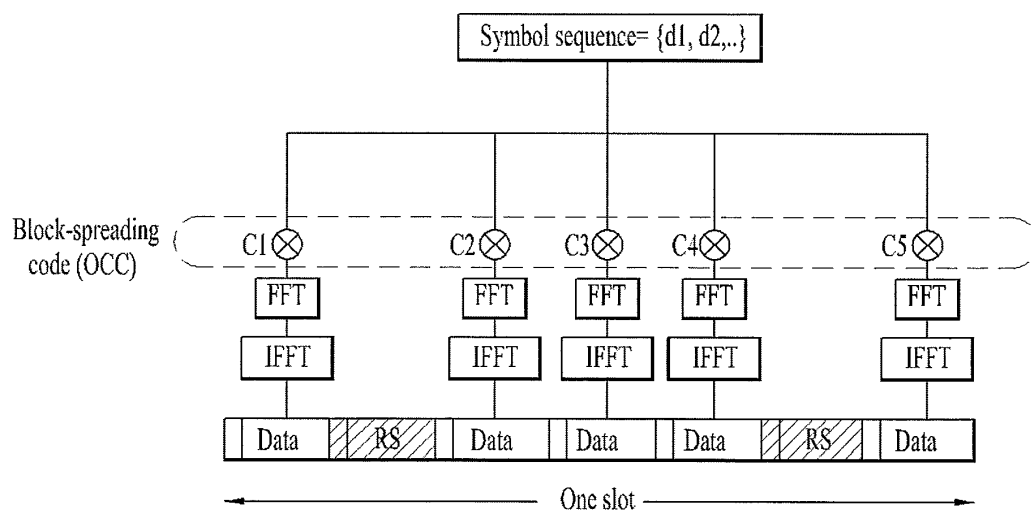 Symbol sequence= {d1, d2,..}
Block-spreading
code (OCC)
C1 C2 C3 C4 C5
FFT FFT FFT FFT FFT
IFFT IFFT IFFT IFFT IFFT
Data RS Data Data Data RS Data
One slot